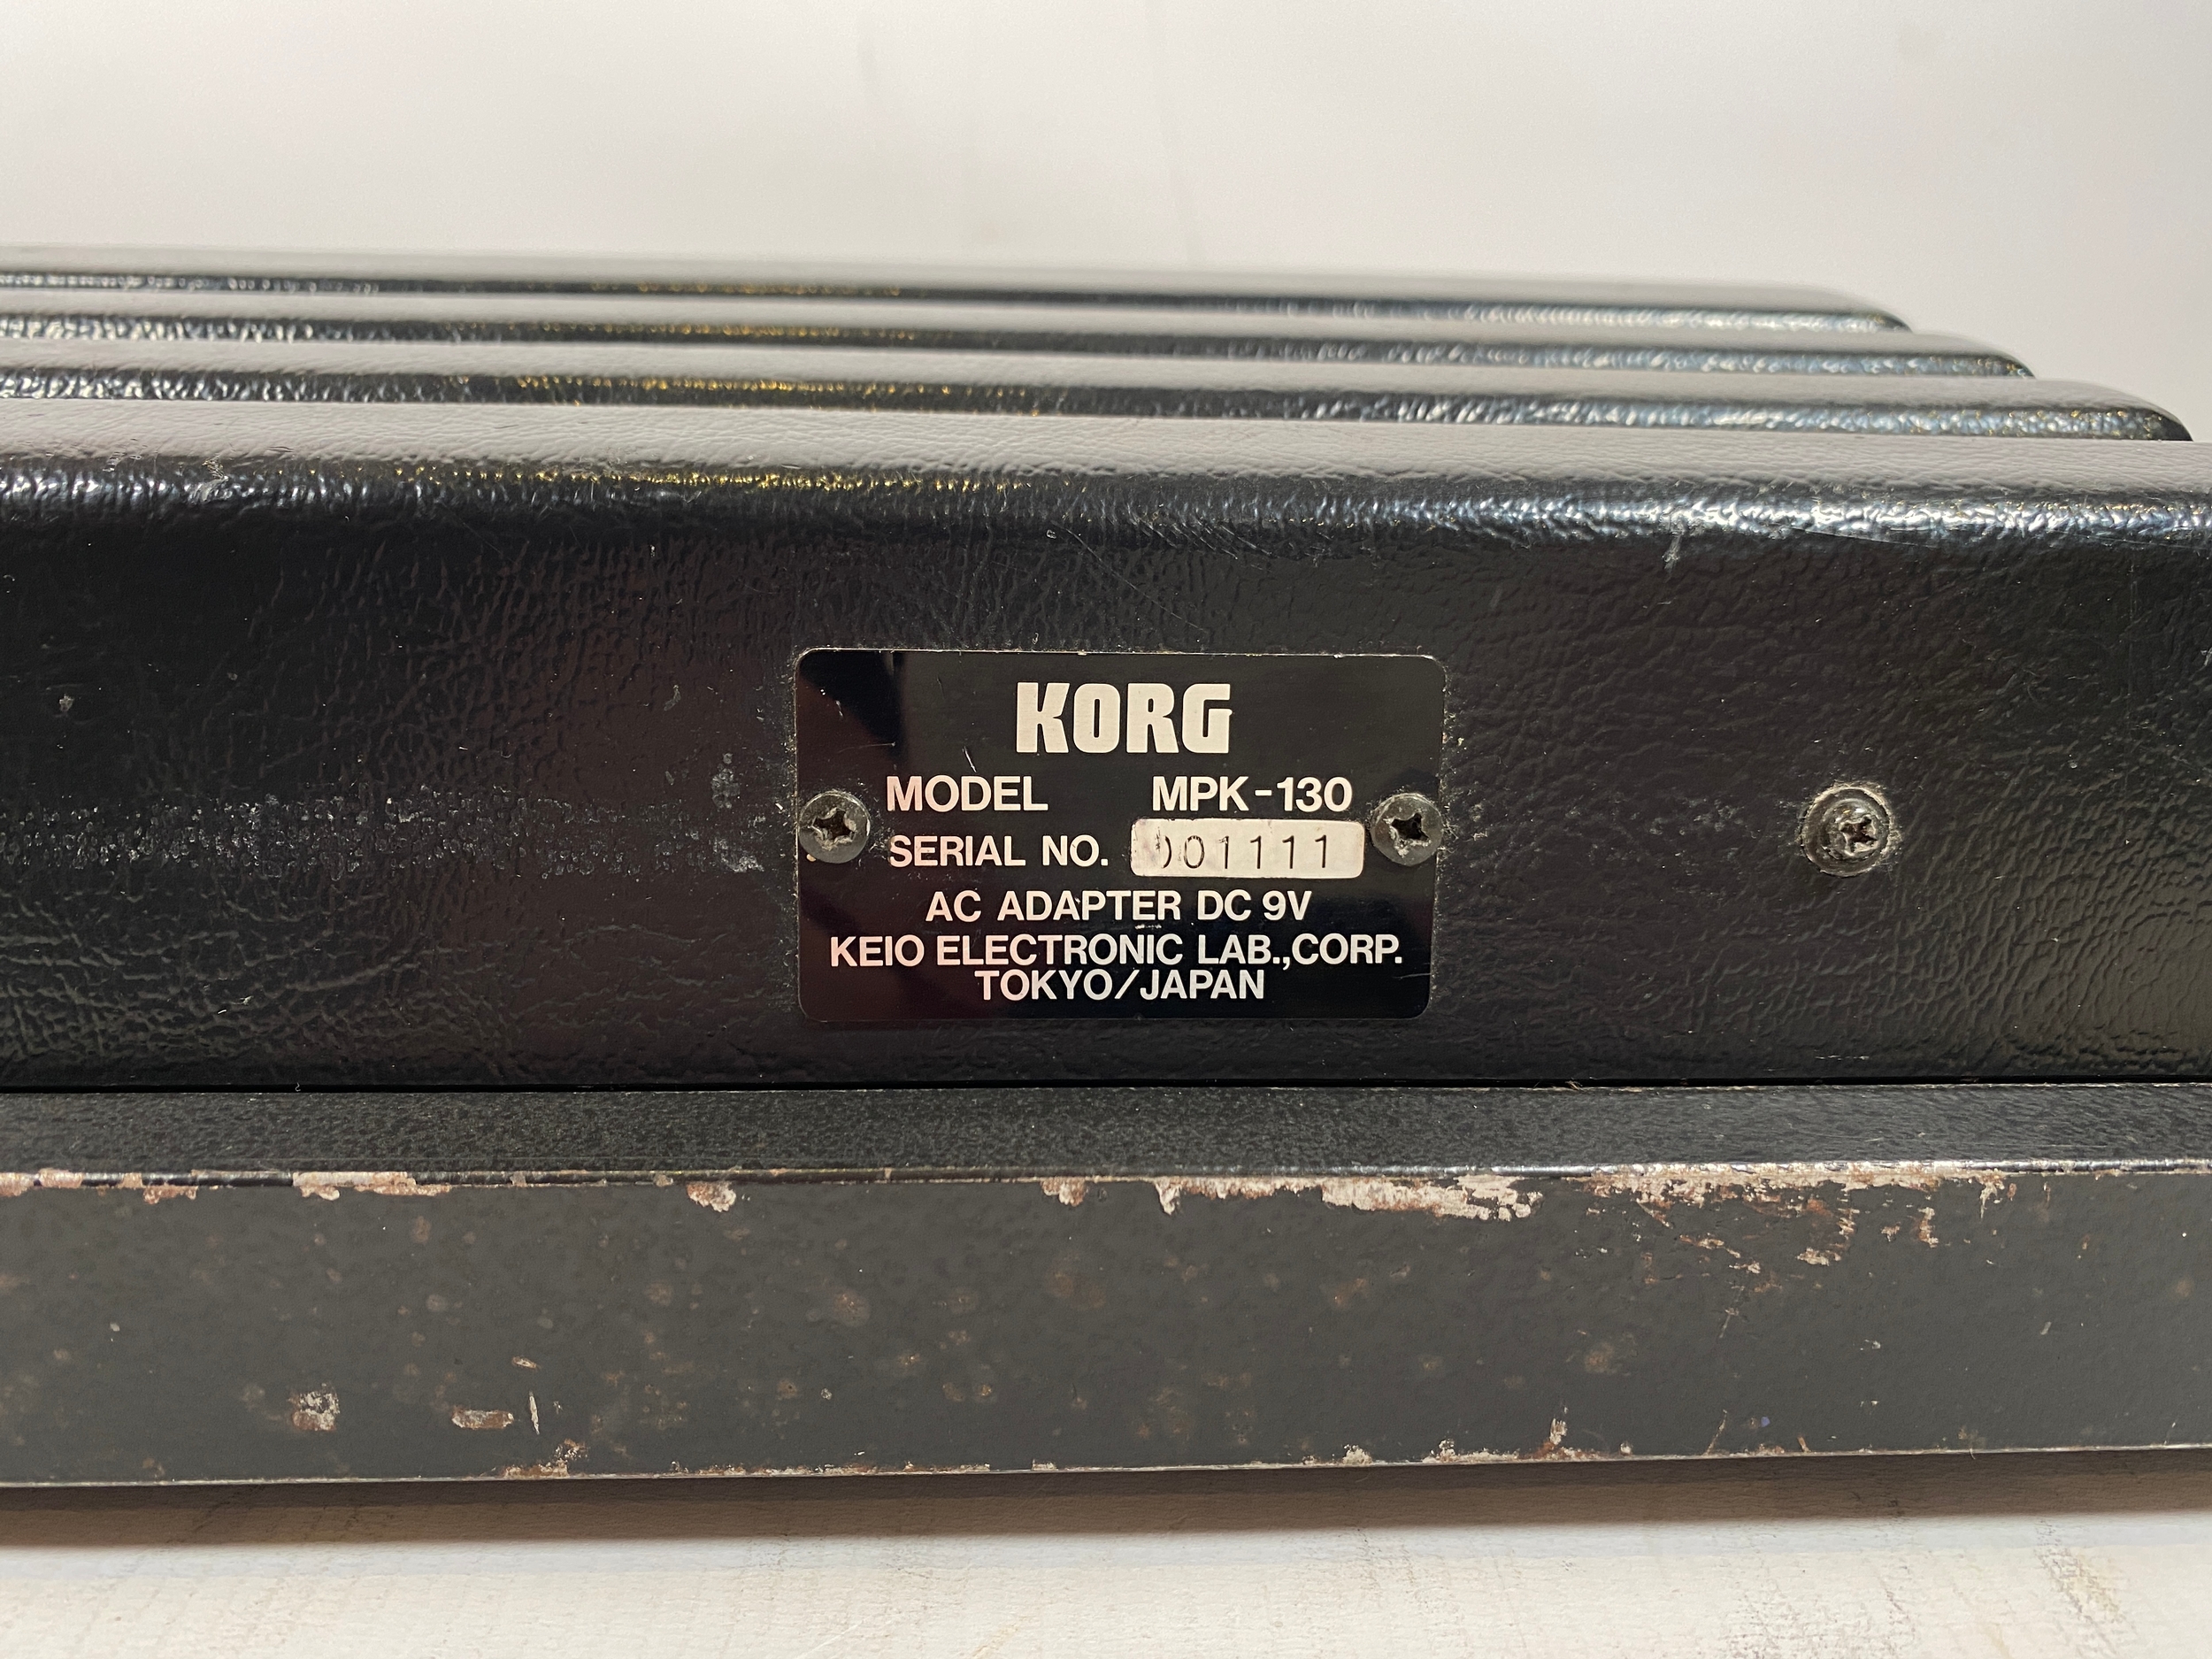 KORG
MODEL MPK-130
SERIAL NO. 001111
AC ADAPTER DC 9V
KEIO ELECTRONIC LAB.,CORP.
TOKYO/JAPAN